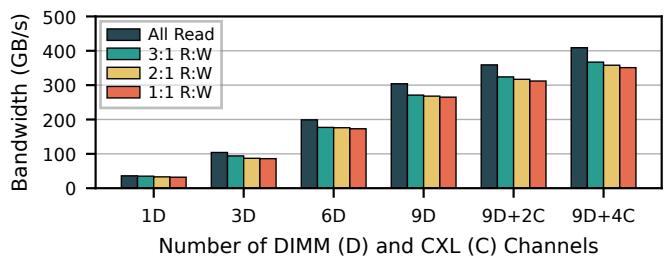 Bandwidth (GB/s)
500
400
300
200
100
0
All Read
3:1 R:W
2:1 R:W
1:1 R:W
1D 3D 6D 9D 9D+2C 9D+4C
Number of DIMM (D) and CXL (C) Channels